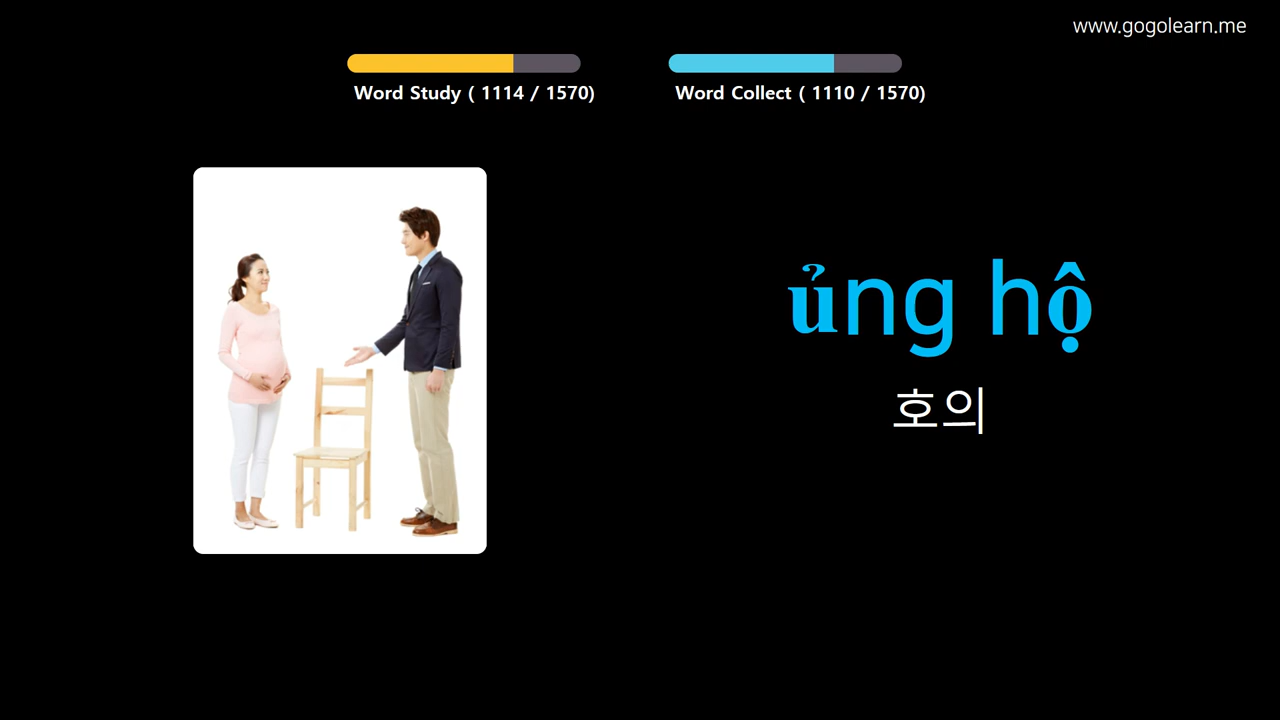 www.gogolearn.me
Word Study ( 1114 / 1570)
Word Collect ( 1110 / 1570)
ủng hộ
호의